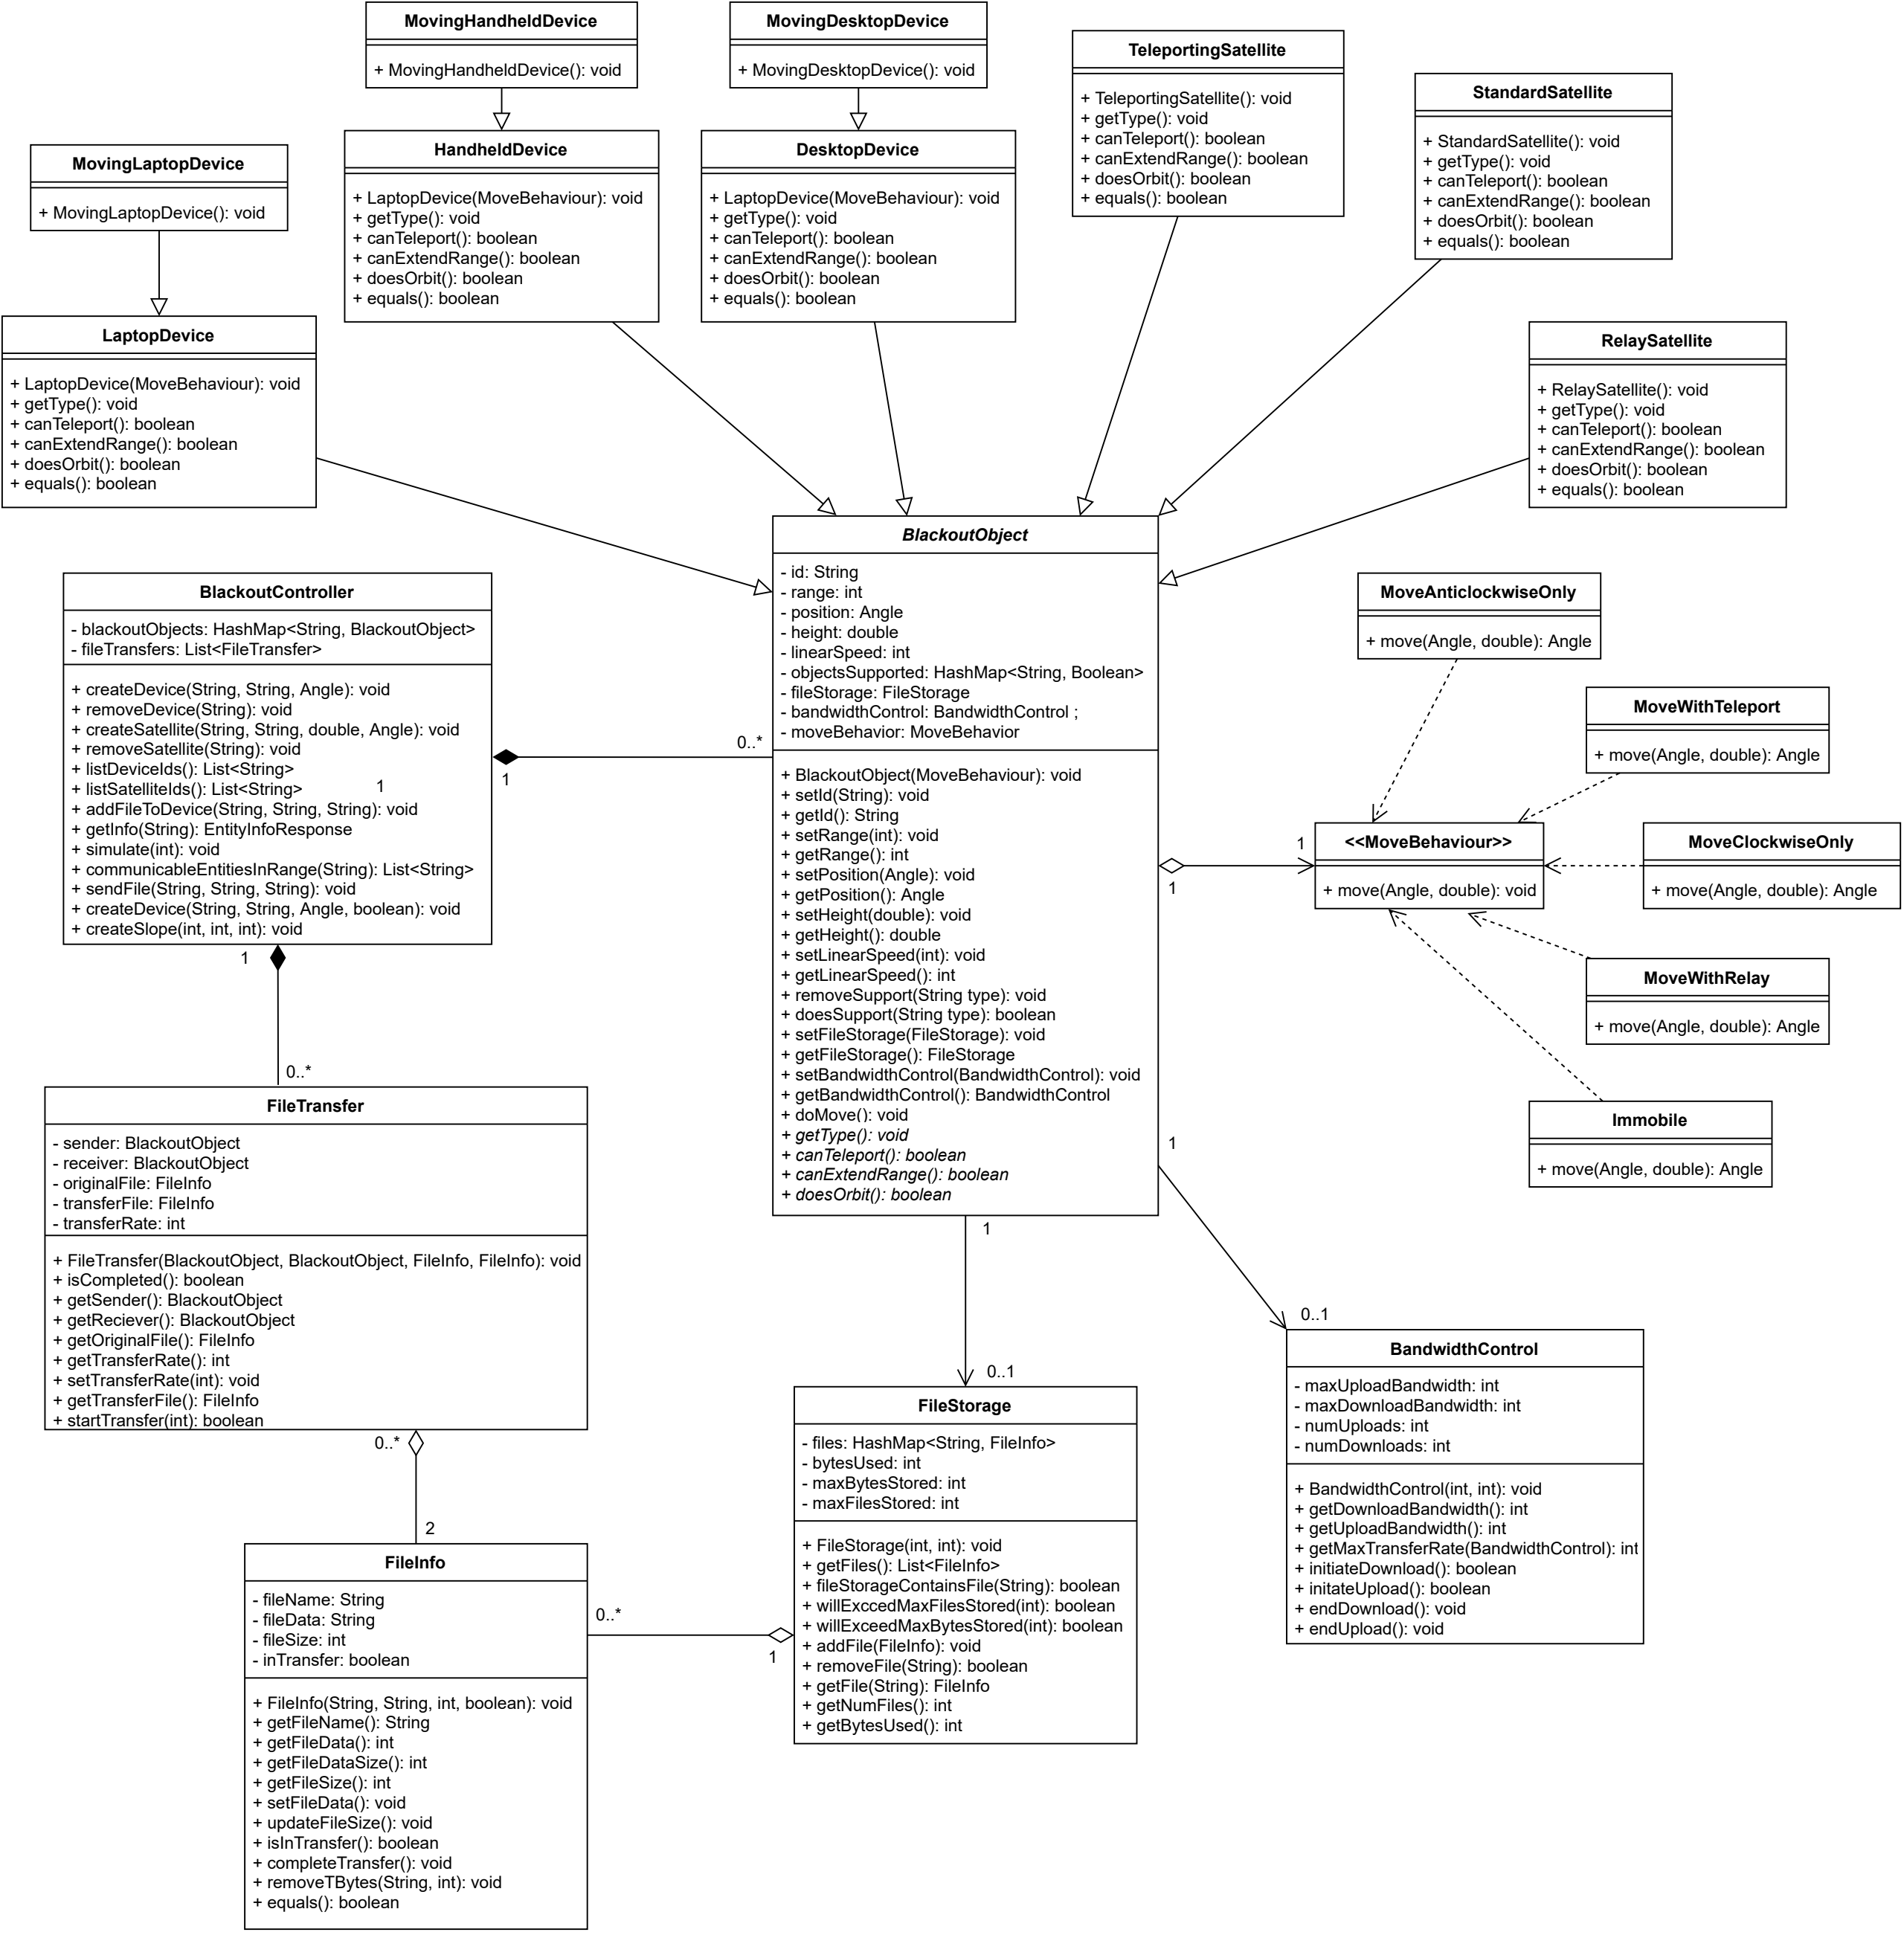 MovingHandheldDevice
+ MovingHandheldDevice(): void
MovingDesktopDevice
+ MovingDesktopDevice(): void
TeleportingSatellite
+ TeleportingSatellite(): void
+ getType(): void
+ canTeleport(): boolean
+ canExtendRange(): boolean
+ doesOrbit(): boolean
+ equals(): boolean
StandardSatellite
+ StandardSatellite(): void
+ getType(): void
+ canTeleport(): boolean
+ canExtendRange(): boolean
+ doesOrbit(): boolean
+ equals(): boolean
MovingLaptopDevice
+ MovingLaptopDevice(): void
HandheldDevice
+ LaptopDevice(MoveBehaviour): void
+ getType(): void
+ canTeleport(): boolean
+ canExtendRange(): boolean
+ doesOrbit(): boolean
+ equals(): boolean
DesktopDevice
+ LaptopDevice(MoveBehaviour): void
+ getType(): void
+ canTeleport(): boolean
+ canExtendRange(): boolean
+ doesOrbit(): boolean
+ equals(): boolean
LaptopDevice
+ LaptopDevice(MoveBehaviour): void
+ getType(): void
+ canTeleport(): boolean
+ canExtendRange(): boolean
+ doesOrbit(): boolean
+ equals(): boolean
RelaySatellite
+ RelaySatellite(): void
+ getType(): void
+ canTeleport(): boolean
+ canExtendRange(): boolean
+ doesOrbit(): boolean
+ equals(): boolean
BlackoutController
- blackoutObjects: HashMap<String, BlackoutObject>
- fileTransfers: List<FileTransfer>
+ createDevice(String, String, Angle): void
+ removeDevice(String): void
+ createSatellite(String, String, double, Angle): void
+ removeSatellite(String): void
+ listDeviceIds(): List<String>
+ listSatelliteIds(): List<String>
1
+ addFileToDevice(String, String, String): void
+ getInfo(String): EntityInfoResponse
+ simulate(int): void
+ communicableEntitiesInRange(String): List<String>
+ sendFile(String, String, String): void
+ createDevice(String, String, Angle, boolean): void
+ createSlope(int, int, int): void
1
0..*
1
0..*
BlackoutObject
- id: String
- range: int
- position: Angle
- height: double
- linearSpeed: int
- objectsSupported: HashMap<String, Boolean>
- fileStorage: FileStorage
- bandwidthControl: BandwidthControl ;
- moveBehavior: MoveBehavior
+ BlackoutObject(MoveBehaviour): void
+ setId(String): void
+ getId(): String
+ setRange(int): void
+ getRange(): int
+ setPosition(Angle): void
+ getPosition(): Angle
+ setHeight(double): void
+ getHeight(): double
+ setLinearSpeed(int): void
+ getLinearSpeed(): int
+ removeSupport(String type): void
+ doesSupport(String type): boolean
+ setFileStorage(FileStorage): void
+ getFileStorage(): FileStorage
+ setBandwidthControl(BandwidthControl): void
+ getBandwidthControl(): BandwidthControl
+ doMove(): void
+ getType(): void
+ canTeleport(): boolean
+ canExtendRange(): boolean
+ doesOrbit(): boolean
MoveAnticlockwiseOnly
+ move(Angle, double): Angle
MoveWithTeleport
+ move(Angle, double): Angle
1
1
<<MoveBehaviour>>
+ move(Angle, double): void
MoveClockwiseOnly
+ move(Angle, double): Angle
MoveWithRelay
+ move(Angle, double): Angle
Immobile
+ move(Angle, double): Angle
1
0..1
1
0..1
FileTransfer
- sender: BlackoutObject
- receiver: BlackoutObject
- originalFile: FileInfo
- transferFile: FileInfo
- transferRate: int
+ FileTransfer(BlackoutObject, BlackoutObject, FileInfo, FileInfo): void
+ isCompleted(): boolean
+ getSender(): BlackoutObject
+ getReciever(): BlackoutObject
+ getOriginalFile(): FileInfo
+ getTransferRate(): int
+ setTransferRate(int): void
+ getTransferFile(): FileInfo
+ startTransfer(int): boolean
0..*
2
FileStorage
- files: HashMap<String, FileInfo>
- bytesUsed: int
- maxBytesStored: int
- maxFilesStored: int
+ FileStorage(int, int): void
+ getFiles(): List<FileInfo>
+ fileStorageContainsFile(String): boolean
+ willExccedMaxFilesStored(int): boolean
+ willExceedMaxBytesStored(int): boolean
+ addFile(FileInfo): void
+ removeFile(String): boolean
+ getFile(String): FileInfo
+ getNumFiles(): int
+ getBytesUsed(): int
BandwidthControl
- maxUploadBandwidth: int
- maxDownloadBandwidth: int
- numUploads: int
- numDownloads: int
+ BandwidthControl(int, int): void
+ getDownloadBandwidth(): int
+ getUploadBandwidth(): int
+ getMaxTransferRate(BandwidthControl): int
+ initiateDownload(): boolean
+ initateUpload(): boolean
+ endDownload(): void
+ endUpload(): void
FileInfo
- fileName: String
- fileData: String
- fileSize: int
- inTransfer: boolean
+ FileInfo(String, String, int, boolean): void
+ getFileName(): String
+ getFileData(): int
+ getFileDataSize(): int
+ getFileSize(): int
+ setFileData(): void
+ updateFileSize(): void
+ isInTransfer(): boolean
+ completeTransfer(): void
+ removeTBytes(String, int): void
+ equals(): boolean
0..*
1